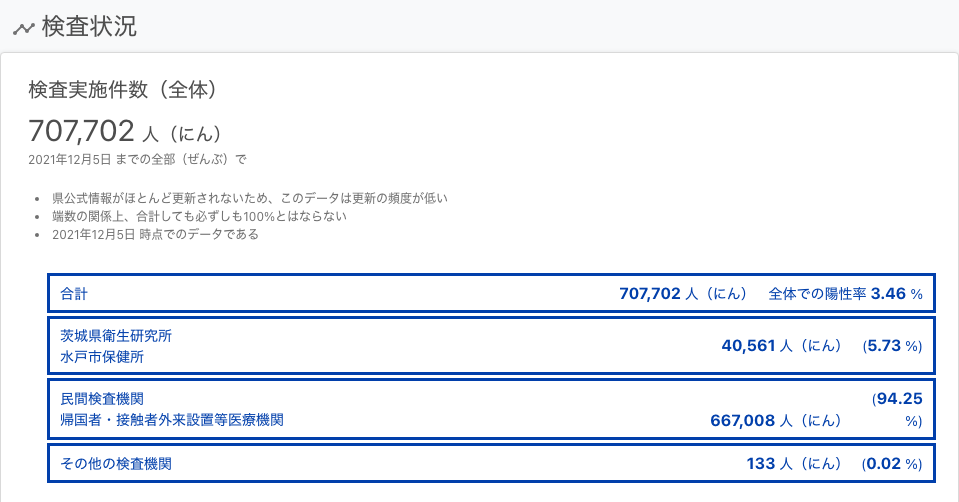 検査状況
検査実施件数（全体）
707,702 人（にん）
2021年12月5日 までの全部（ぜんぶ）で
• 県公式情報がほとんど更新されないため、このデータは更新の頻度が低い
• 端数の関係上、合計しても必ずしも100%とはならない
• 2021年12月5日 時点でのデータである
合計 707,702 人（にん） 全体での陽性率 3.46 %
茨城県衛生研究所
水戸市保健所
40,561 人（にん） (5.73 %)
民間検査機関
帰国者・接触者外来設置等医療機関
667,008 人（にん） (94.25
%)
その他の検査機関 133 人（にん） (0.02 %)